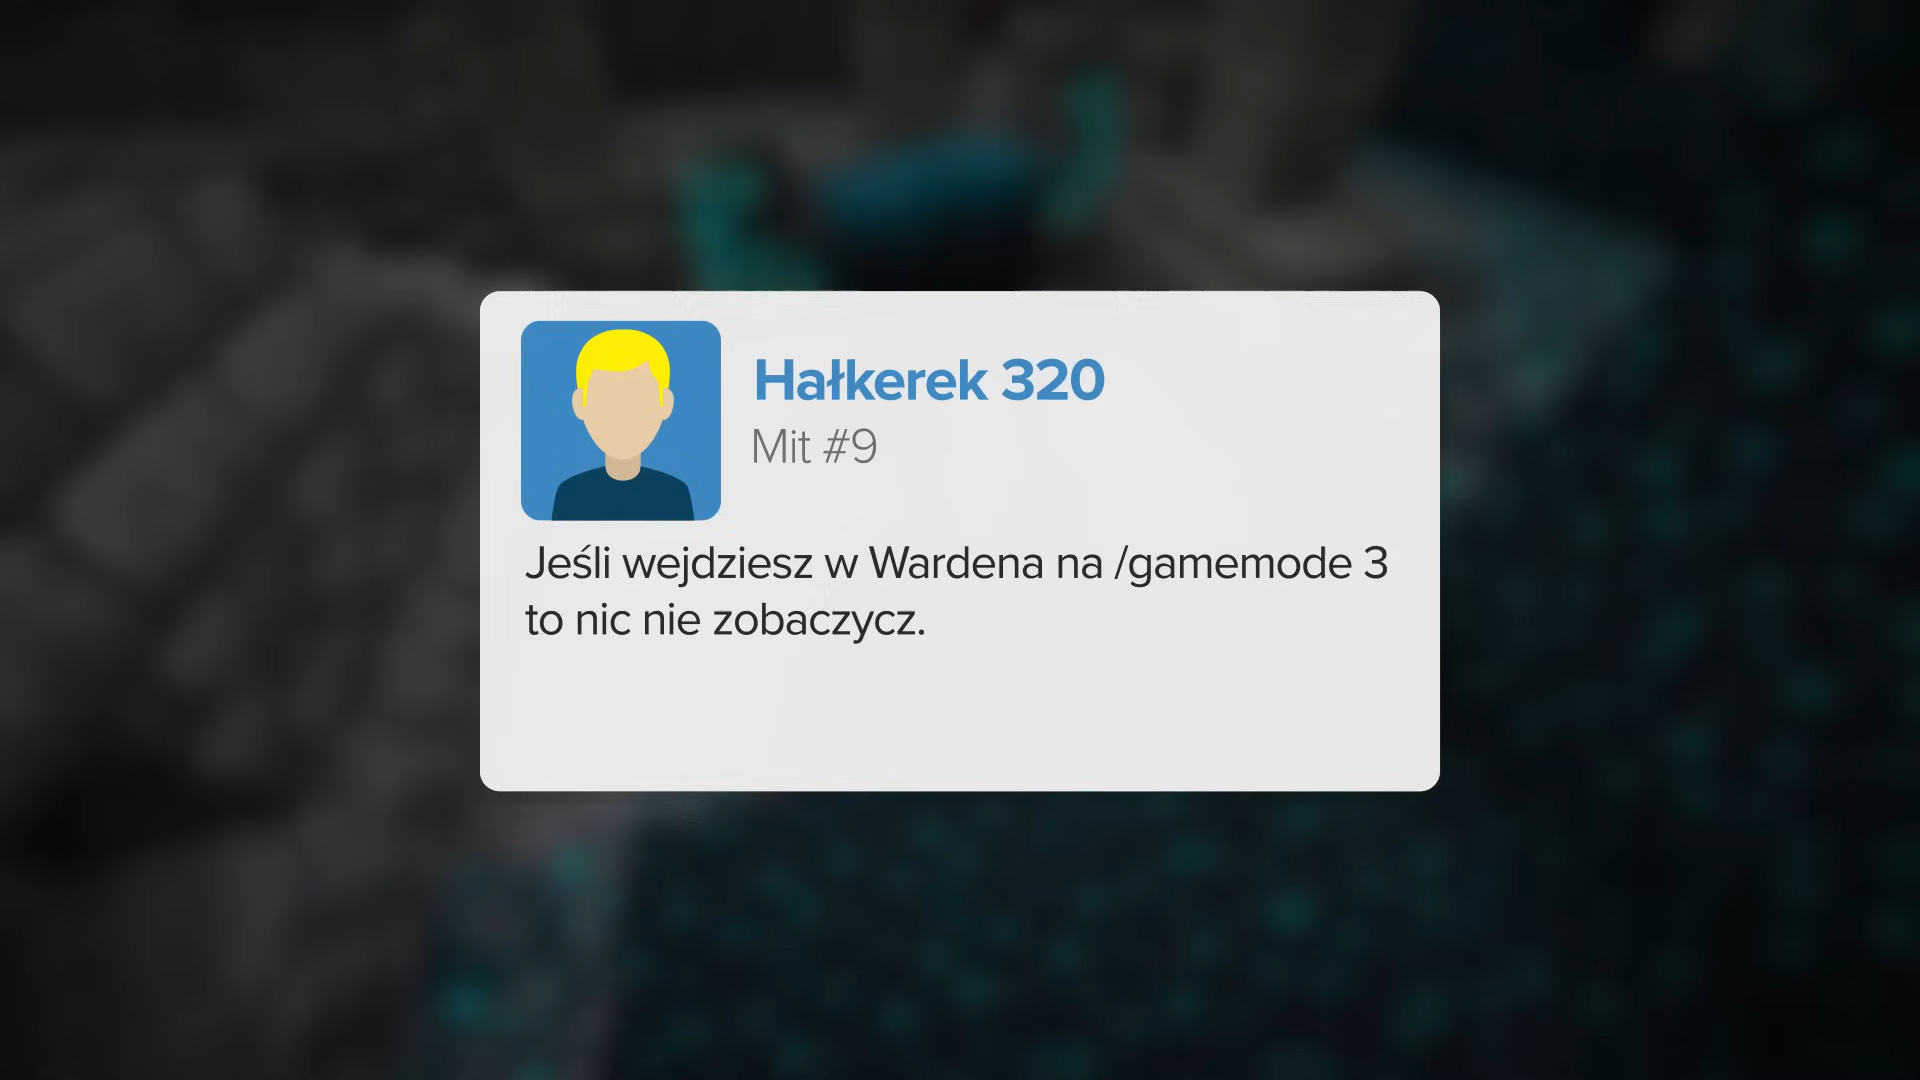 Hałkerek 320
Mit #9
Jeśli wejdziesz w Wardena na /gamemode 3
to nic nie zobaczycz.